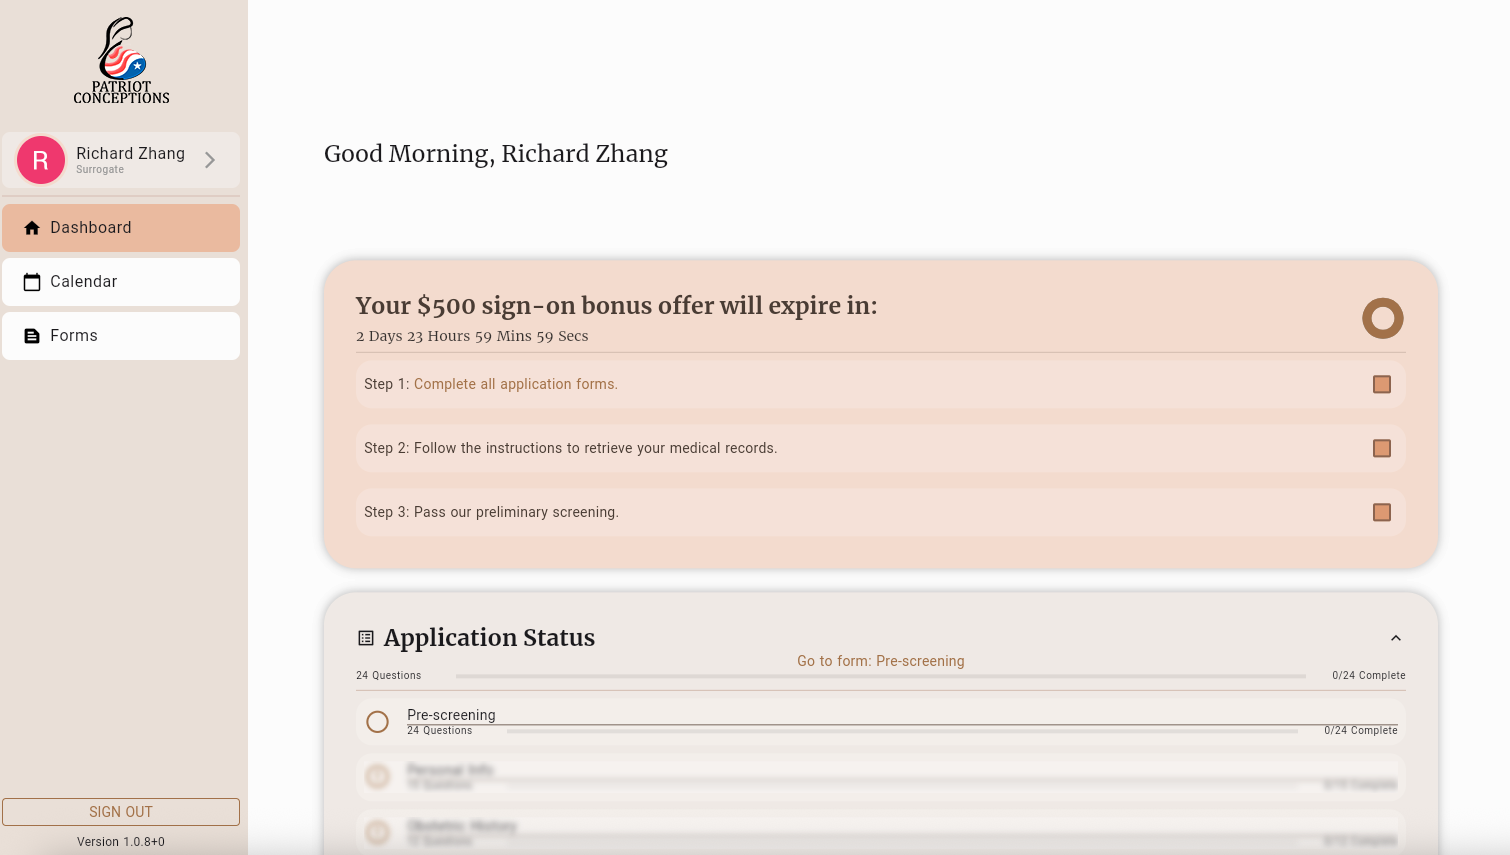 PATRIOT
CONCEPTIONS
R
Richard Zhang
Surrogate
Dashboard
Calendar
Forms
SIGN OUT
Version 1.0.8+0
Good Morning, Richard Zhang
Your $500 sign-on bonus offer will expire in:
2 Days 23 Hours 59 Mins 59 Secs
Step 1: Complete all application forms.
Step 2: Follow the instructions to retrieve your medical records.
Step 3: Pass our preliminary screening.
Application Status
Go to form: Pre-screening
24 Questions
0/24 Complete
Pre-screening
24 Questions
0/24 Complete
Personal Info
Obstetric History